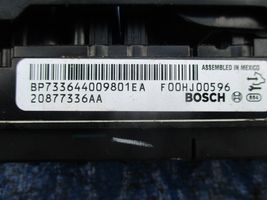 ASSEMBLED IN MEXICO
BP733644009801EA F00HJ00596
20877336AA BOSCH